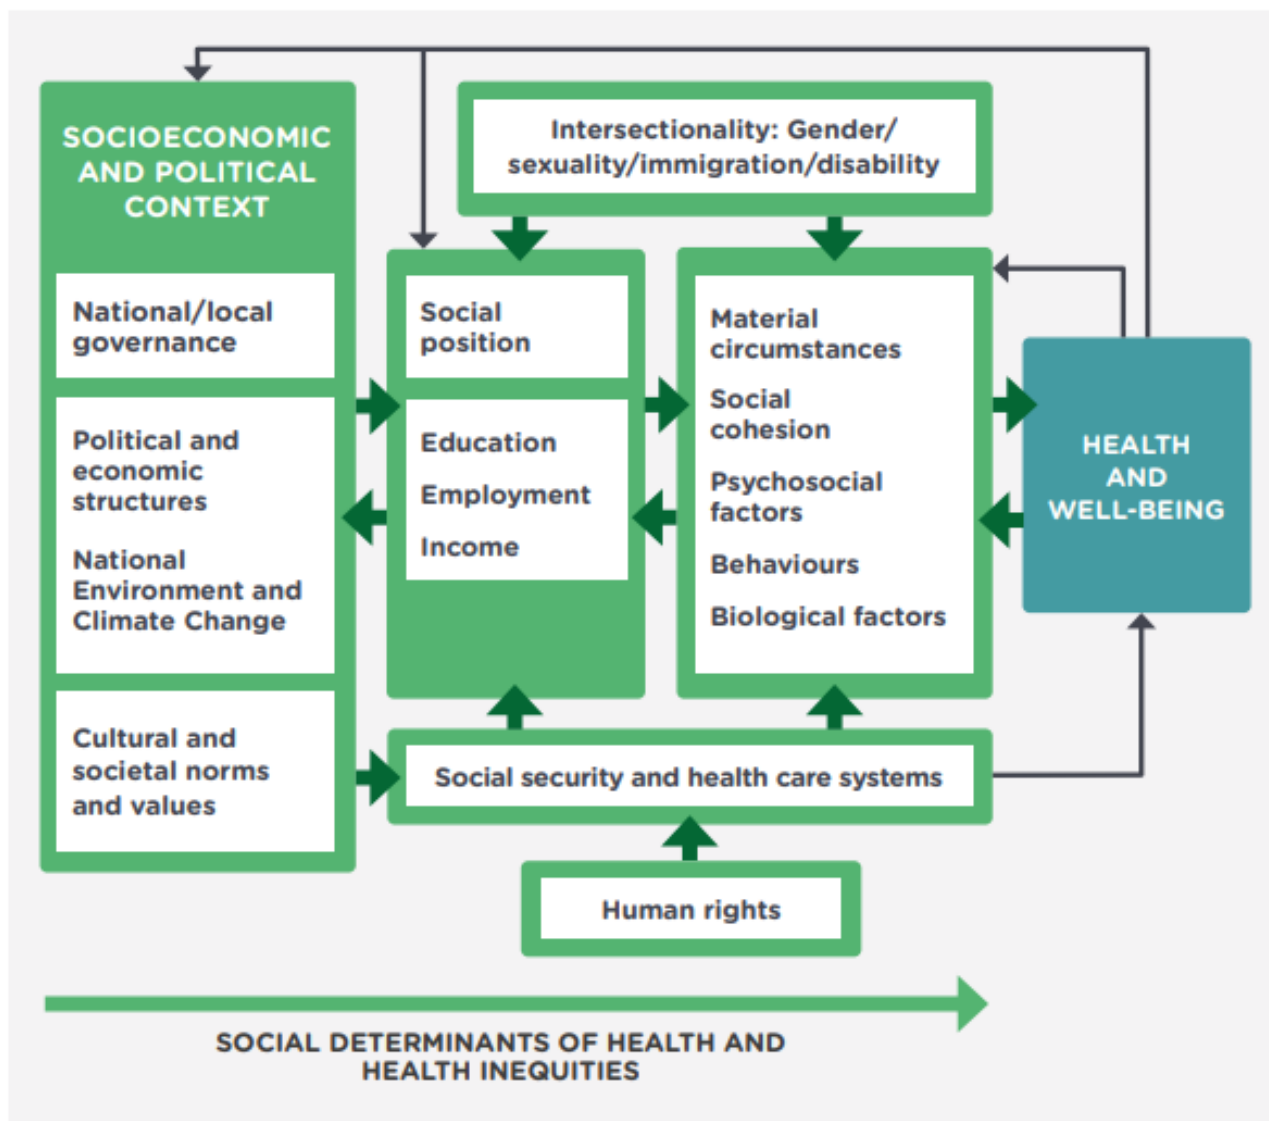 SOCIOECONOMIC
AND POLITICAL
CONTEXT
National/local
governance
Political and
economic
structures
National
Environment and
Climate Change
Cultural and
societal norms
and values
Intersectionality: Gender/
sexuality/immigration/disability
Social
position
Education
Employment
Income
Material
circumstances
Social
cohesion
Psychosocial
factors
Behaviours
Biological factors
HEALTH
AND
WELL-BEING
Social security and health care systems
Human rights
SOCIAL DETERMINANTS OF HEALTH AND
HEALTH INEQUITIES